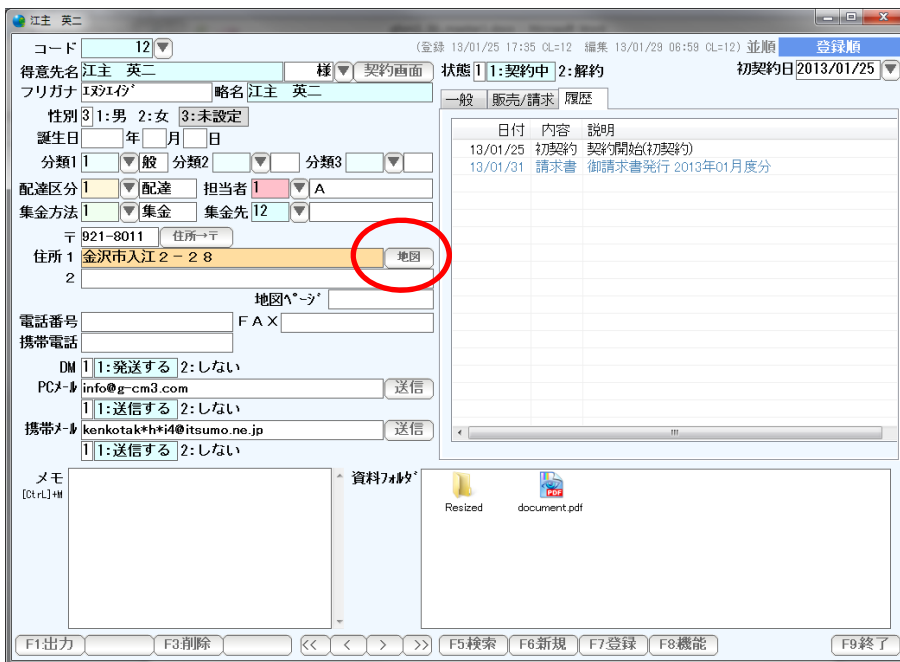 江主　英二
コード 12 (登録 13/01/25 17:35 CL=12 編集 13/01/29 06:59 CL=12) 並順 登録順
得意先名 江主　英二 様 契約画面 状態 1 1:契約中 2:解約 初契約日 2013/01/25
フリガナ ｴﾇｼｴｲｼﾞ 略名 江主　英二
一般 販売/請求 履歴
性別 3 1:男 2:女 3:未設定
日付 内容 説明
誕生日 年 月 日
13/01/25 初契約 契約開始(初契約)
13/01/31 請求書 御請求書発行 2013年01月度分
分類1 1 般 分類2 分類3
配達区分 1 配達 担当者 1 A
集金方法 1 集金 集金先 12
〒 921-8011 住所→〒
住所１ 金沢市入江２－２８ 地図
２
地図ﾍﾟｰｼﾞ
電話番号 ＦＡＸ
携帯電話
DM 1 1:発送する 2:しない
PCﾒｰﾙ info@g-cm3.com 送信
1 1:送信する 2:しない
携帯ﾒｰﾙ kenkotak*h*i4@itsumo.ne.jp 送信
1 1:送信する 2:しない
メモ
[CtrL]+M
資料ﾌｫﾙﾀﾞ
Resized document.pdf
PDF
F1:出力 F3:削除 << < > >> F5:検索 F6:新規 F7:登録 F8:機能 F9:終了